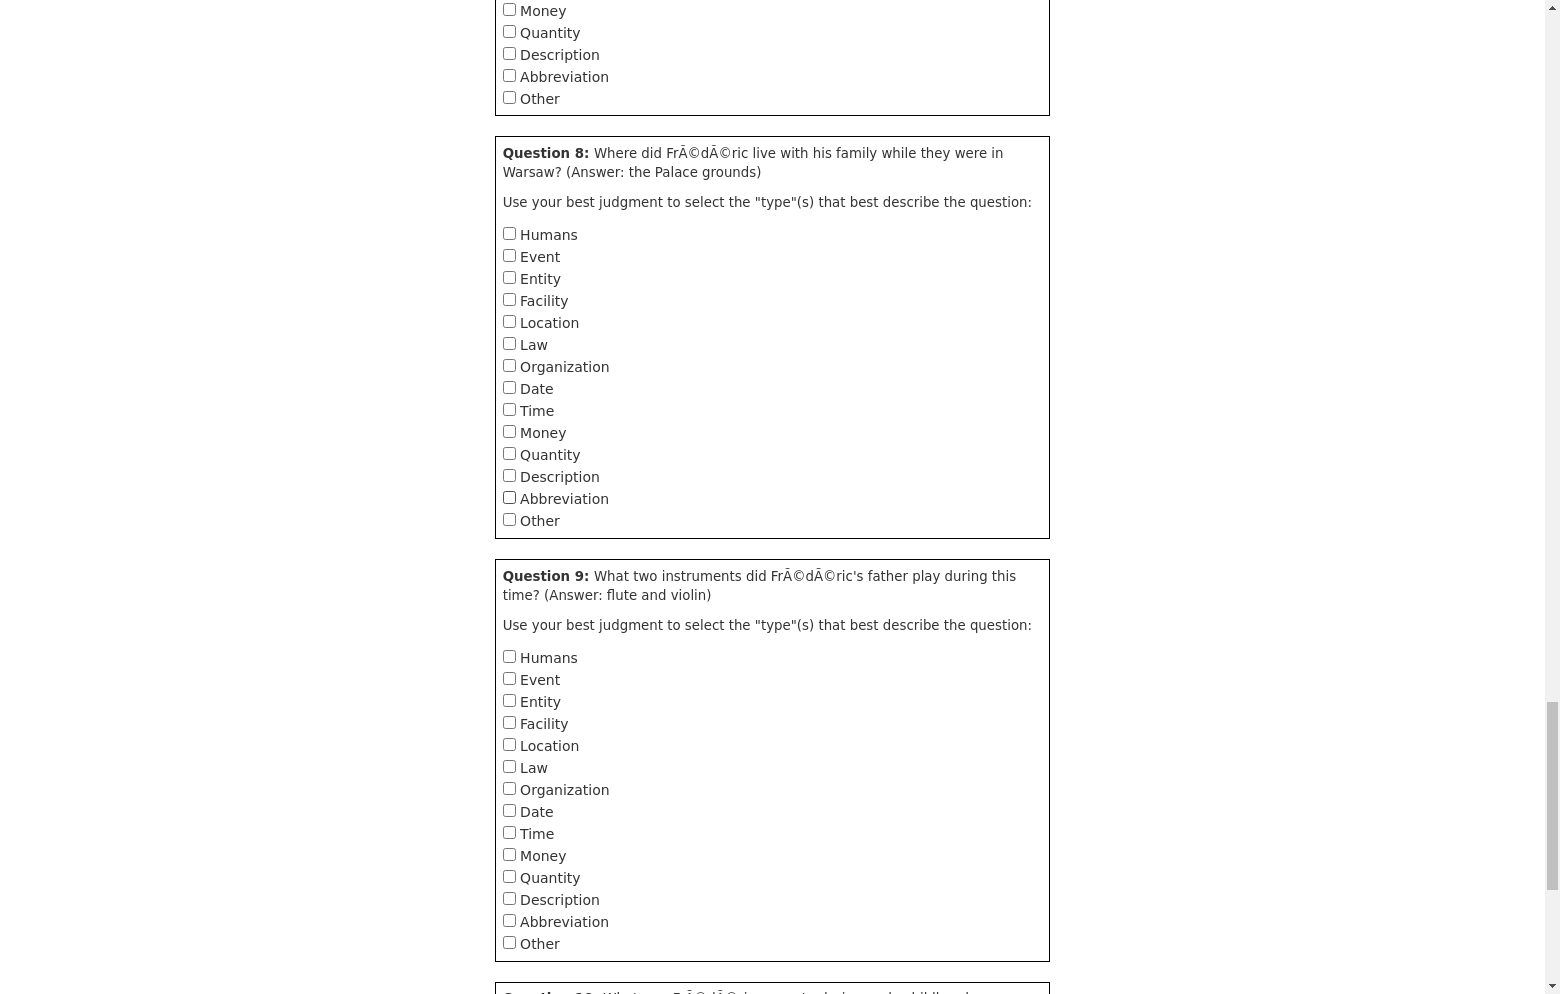 Money
Quantity
Description
Abbreviation
Other
Question 8: Where did FrÃ©dÃ©ric live with his family while they were in
Warsaw? (Answer: the Palace grounds)
Use your best judgment to select the "type"(s) that best describe the question:
Humans
Event
Entity
Facility
Location
Law
Organization
Date
Time
Money
Quantity
Description
Abbreviation
Other
Question 9: What two instruments did FrÃ©dÃ©ric's father play during this
time? (Answer: flute and violin)
Use your best judgment to select the "type"(s) that best describe the question:
Humans
Event
Entity
Facility
Location
Law
Organization
Date
Time
Money
Quantity
Description
Abbreviation
Other